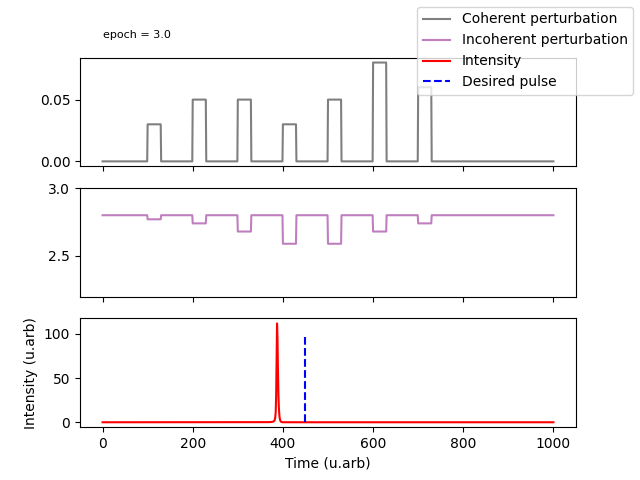 epoch = 3.0
Coherent perturbation
Incoherent perturbation
Intensity
Desired pulse
0.05
0.00
3.0
2.5
Intensity (u.arb)
100
50
0
0 200 400 600 800 1000
Time (u.arb)